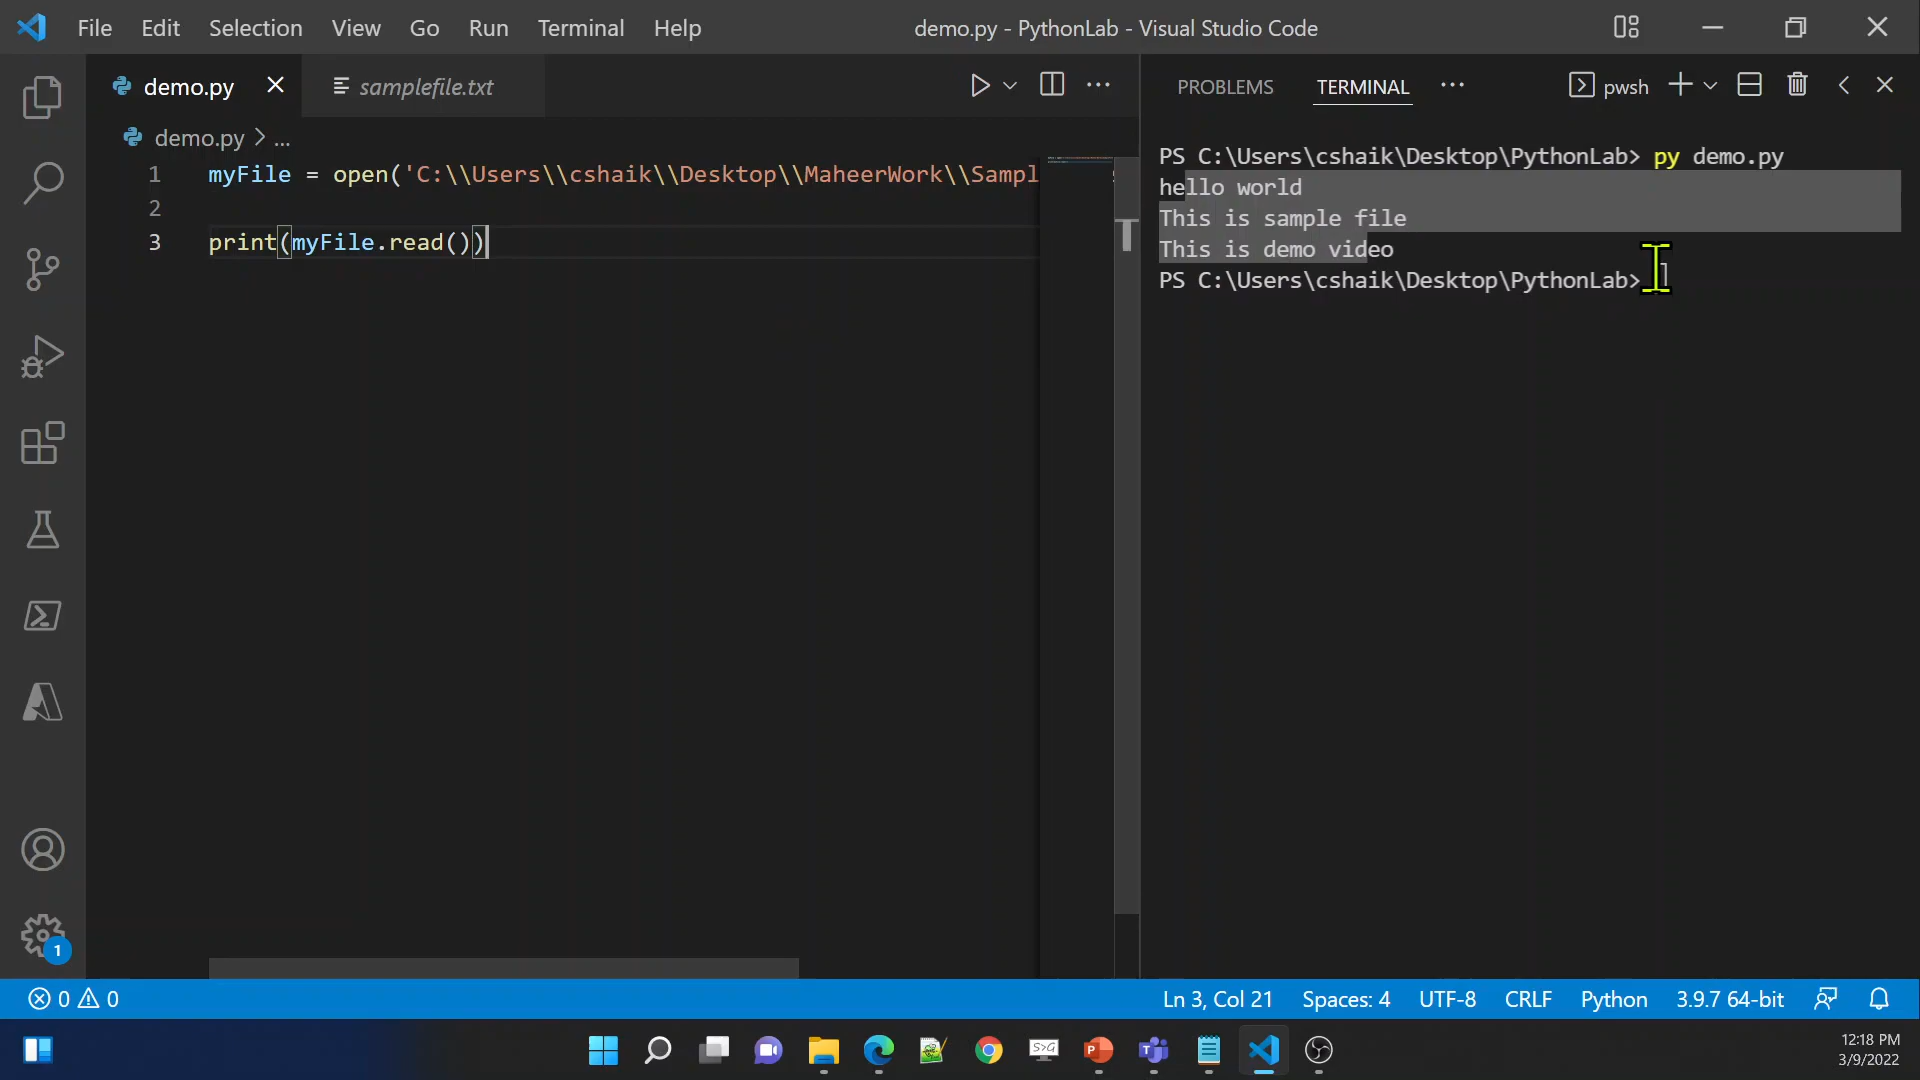 File Edit Selection View Go Run Terminal Help demo.py - PythonLab - Visual Studio Code
demo.py samplefile.txt
demo.py > ...
1 myFile = open('C:\\Users\\cshaik\\Desktop\\MaheerWork\\Sampl
2
3 print(myFile.read())
PROBLEMS TERMINAL ... pwsh
PS C:\Users\cshaik\Desktop\PythonLab> py demo.py
hello world
This is sample file
This is demo video
PS C:\Users\cshaik\Desktop\PythonLab>
1
0 0 Ln 3, Col 21 Spaces: 4 UTF-8 CRLF Python 3.9.7 64-bit
S>G
12:18 PM
3/9/2022